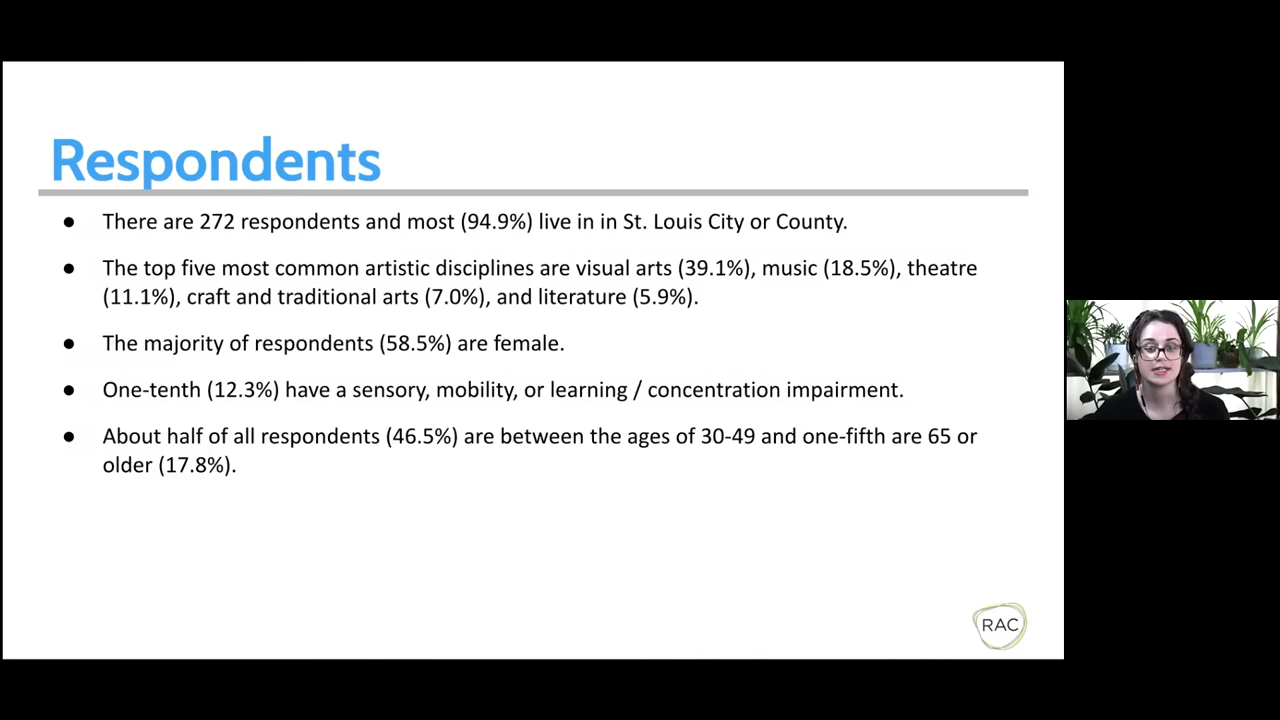 Respondents
● There are 272 respondents and most (94.9%) live in in St. Louis City or County.
● The top five most common artistic disciplines are visual arts (39.1%), music (18.5%), theatre
(11.1%), craft and traditional arts (7.0%), and literature (5.9%).
● The majority of respondents (58.5%) are female.
● One-tenth (12.3%) have a sensory, mobility, or learning / concentration impairment.
● About half of all respondents (46.5%) are between the ages of 30-49 and one-fifth are 65 or
older (17.8%).
RAC